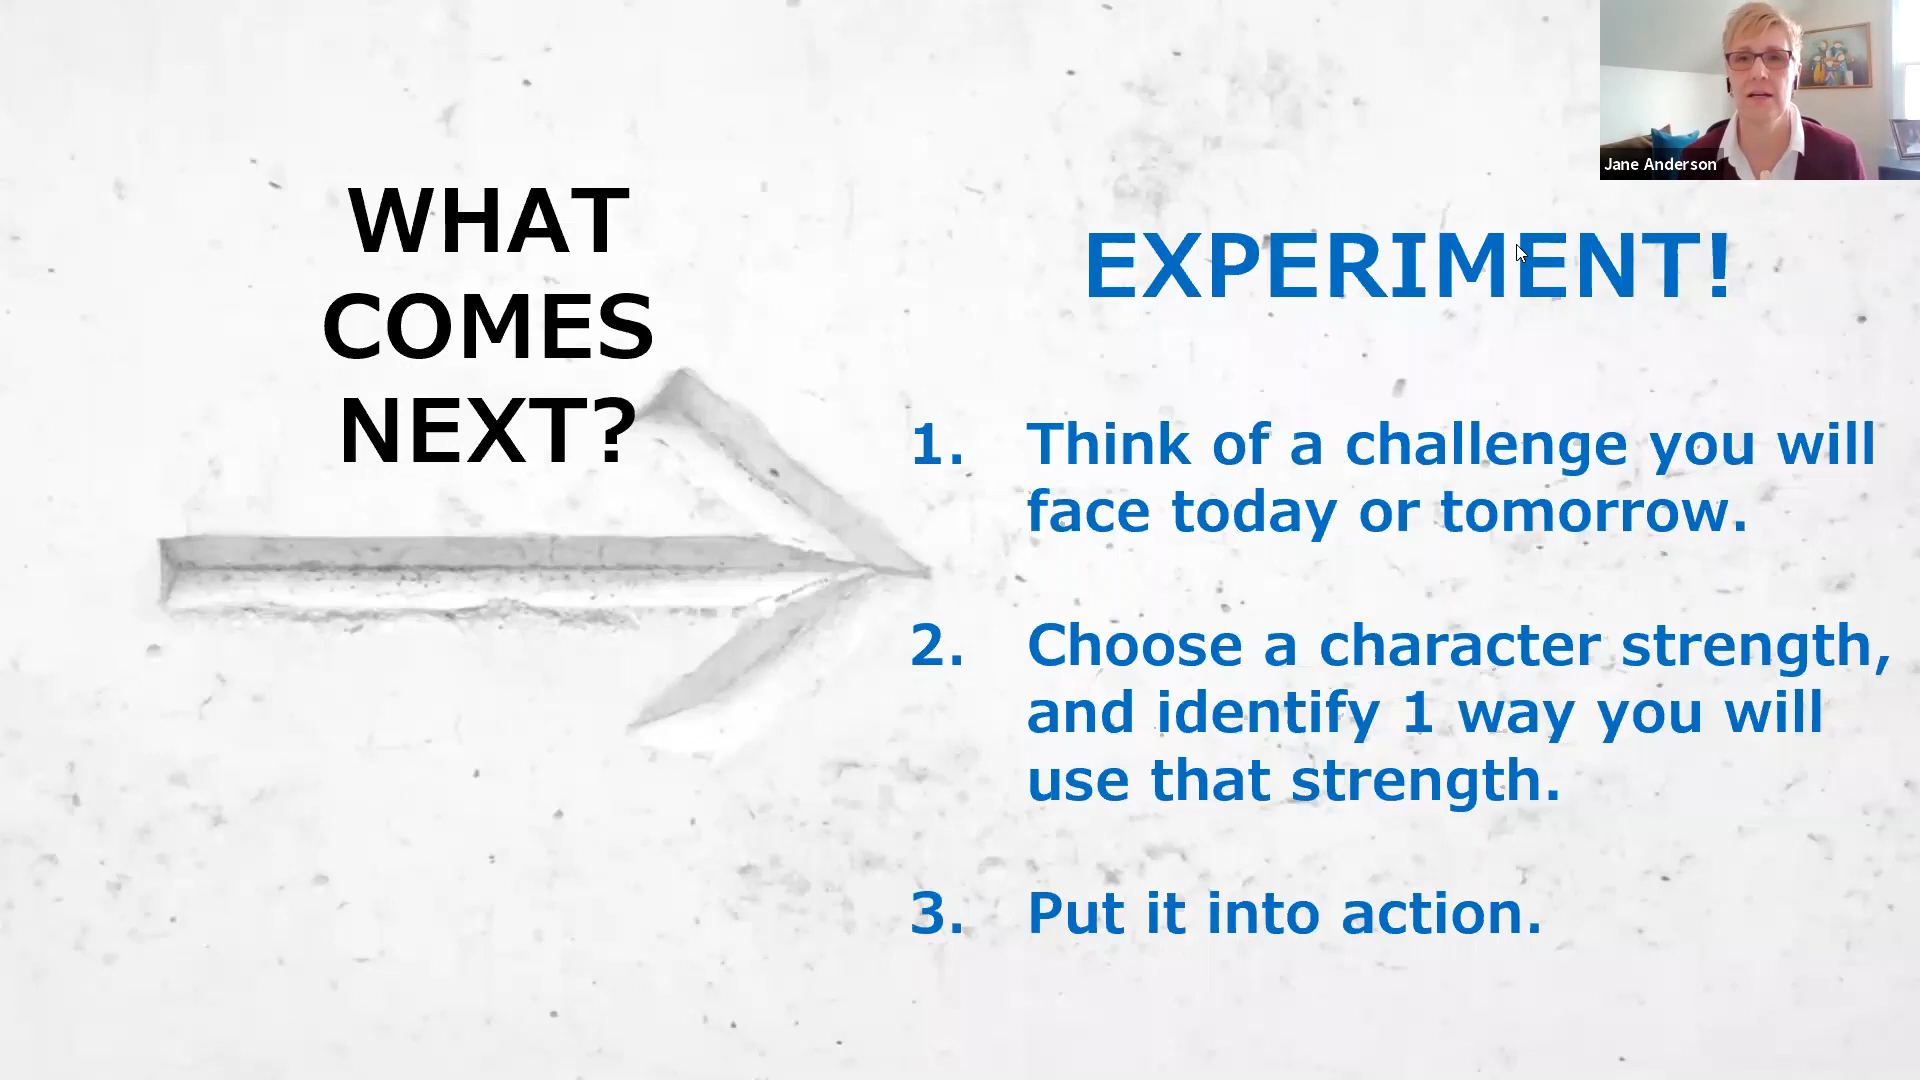 WHAT
COMES
NEXT?
EXPERIMENT!
1. Think of a challenge you will
face today or tomorrow.
2. Choose a character strength,
and identify 1 way you will
use that strength.
3. Put it into action.
Jane Anderson